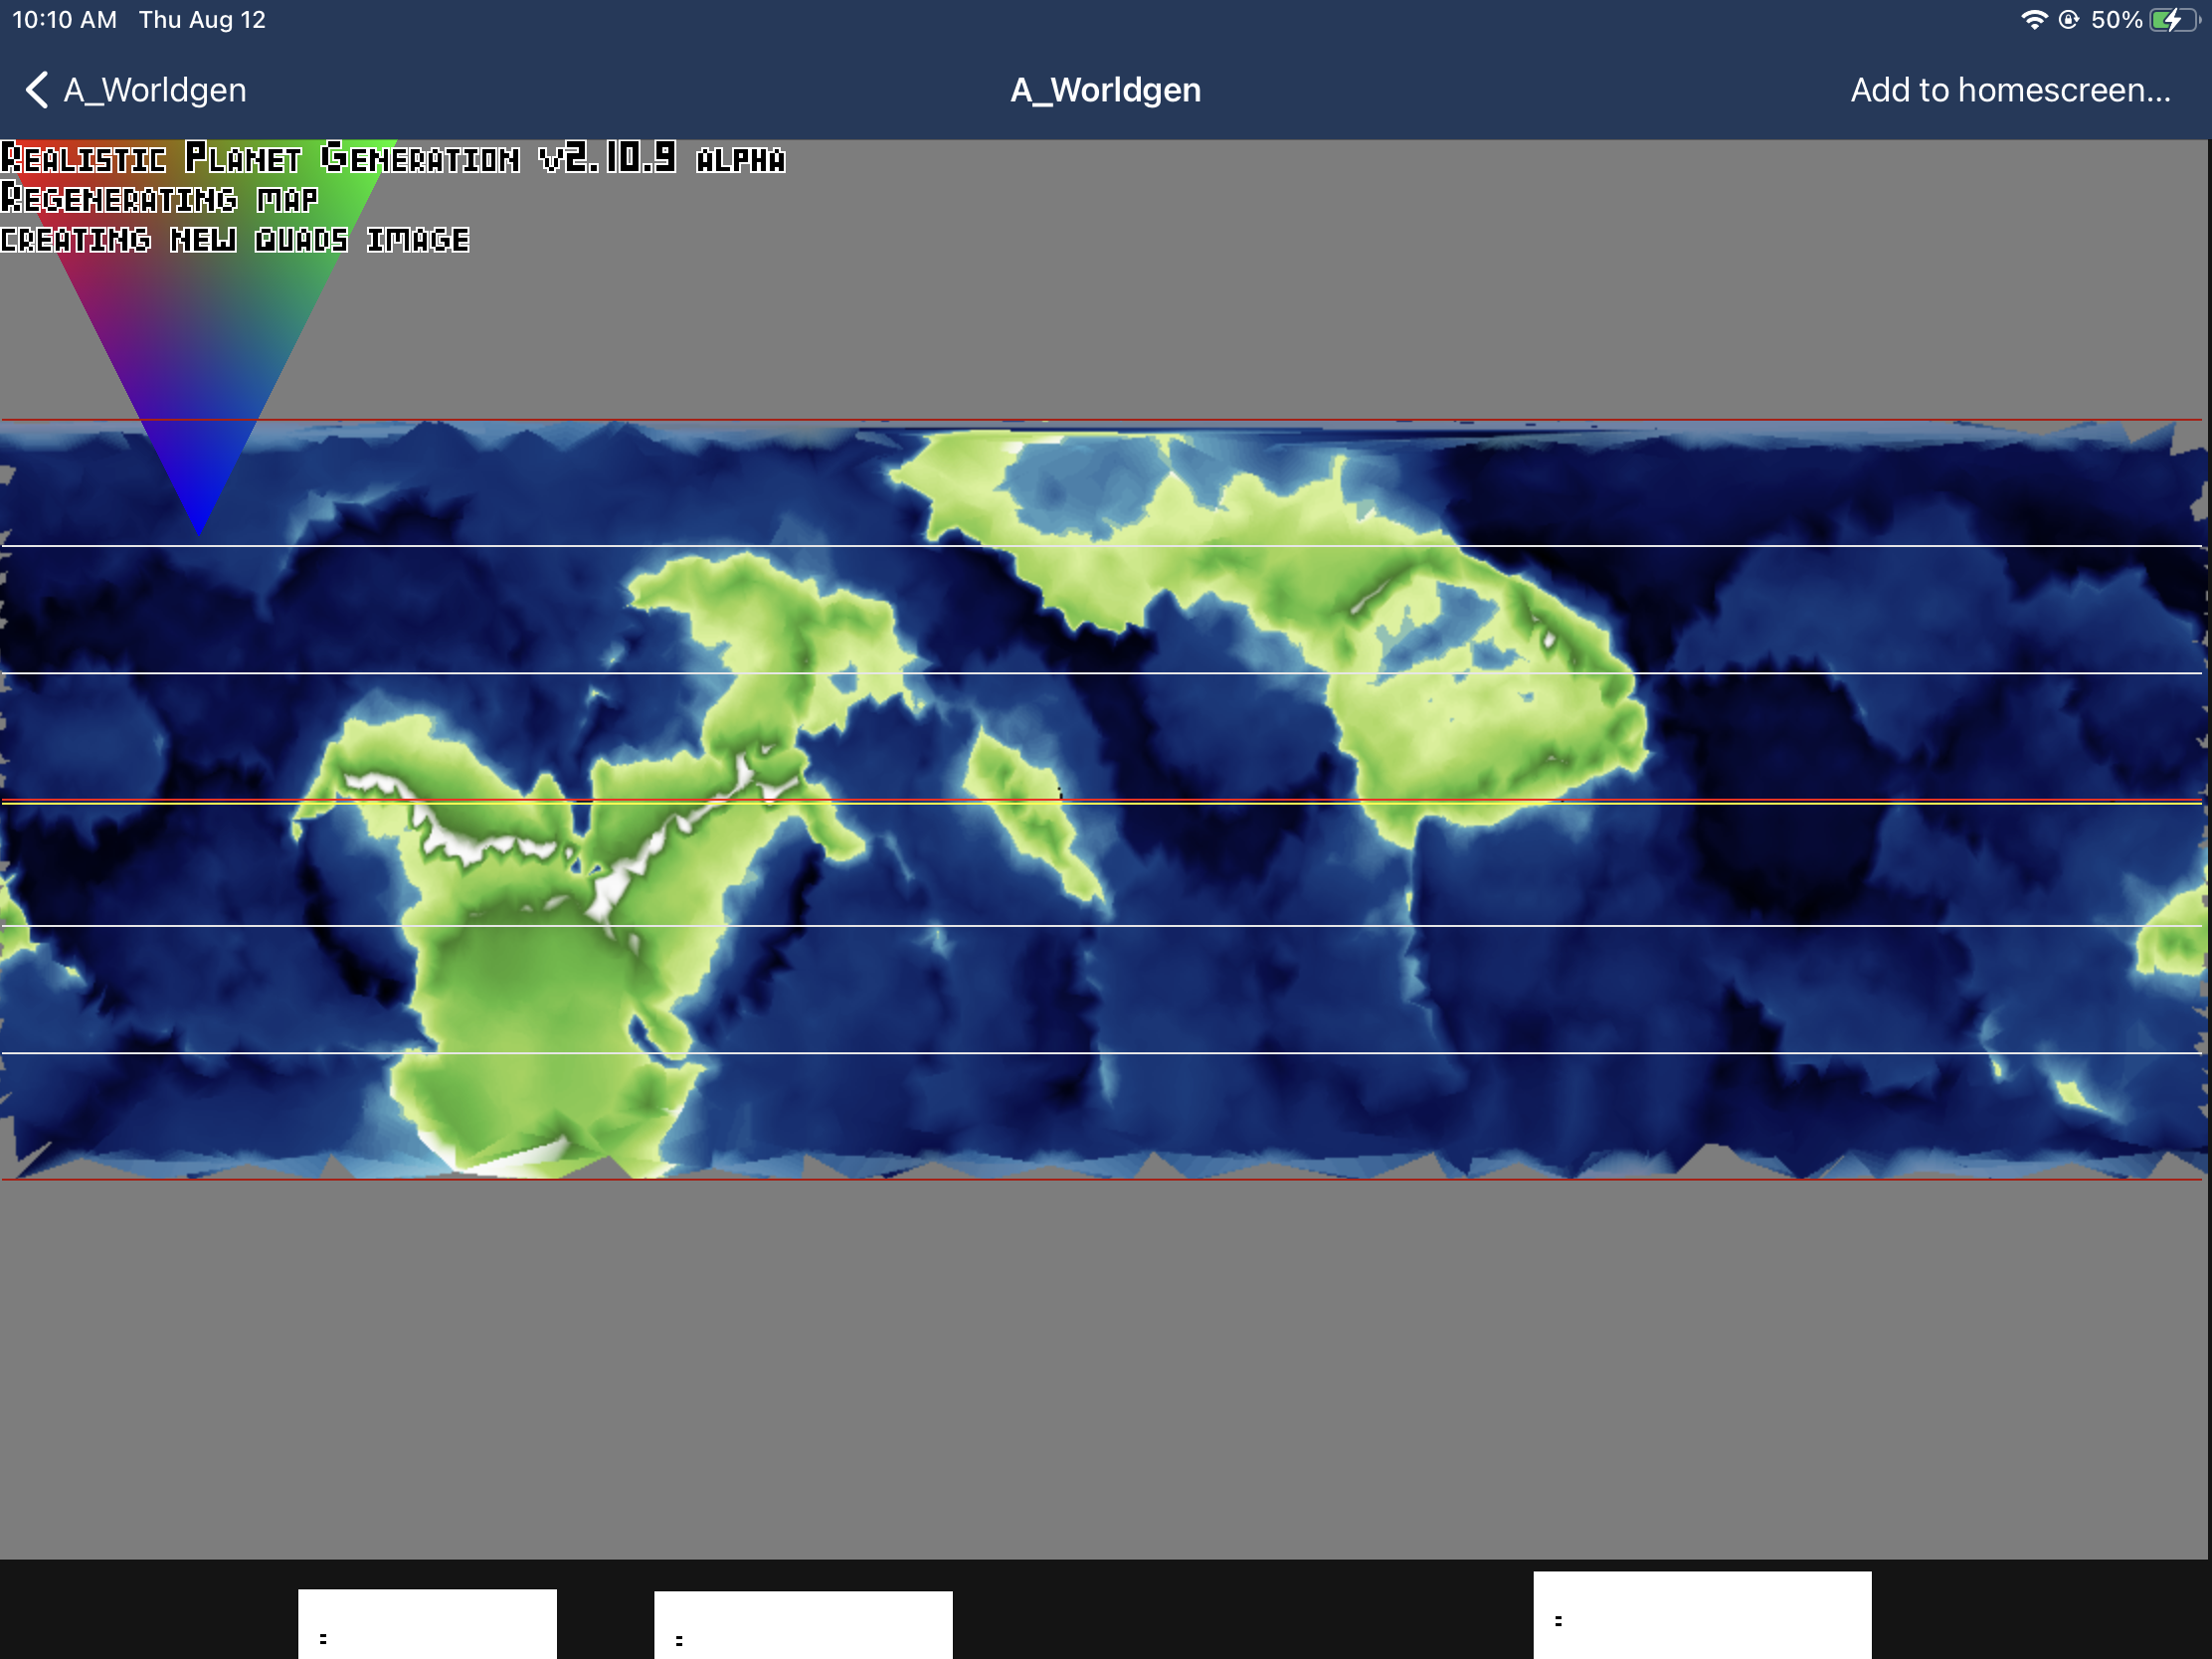 10:10 AM Thu Aug 12 50%
A_Worldgen A_Worldgen Add to homescreen...
Realistic Planet Generation v2.10.9 alpha
Regenerating map
creating new quads image
=
=
=